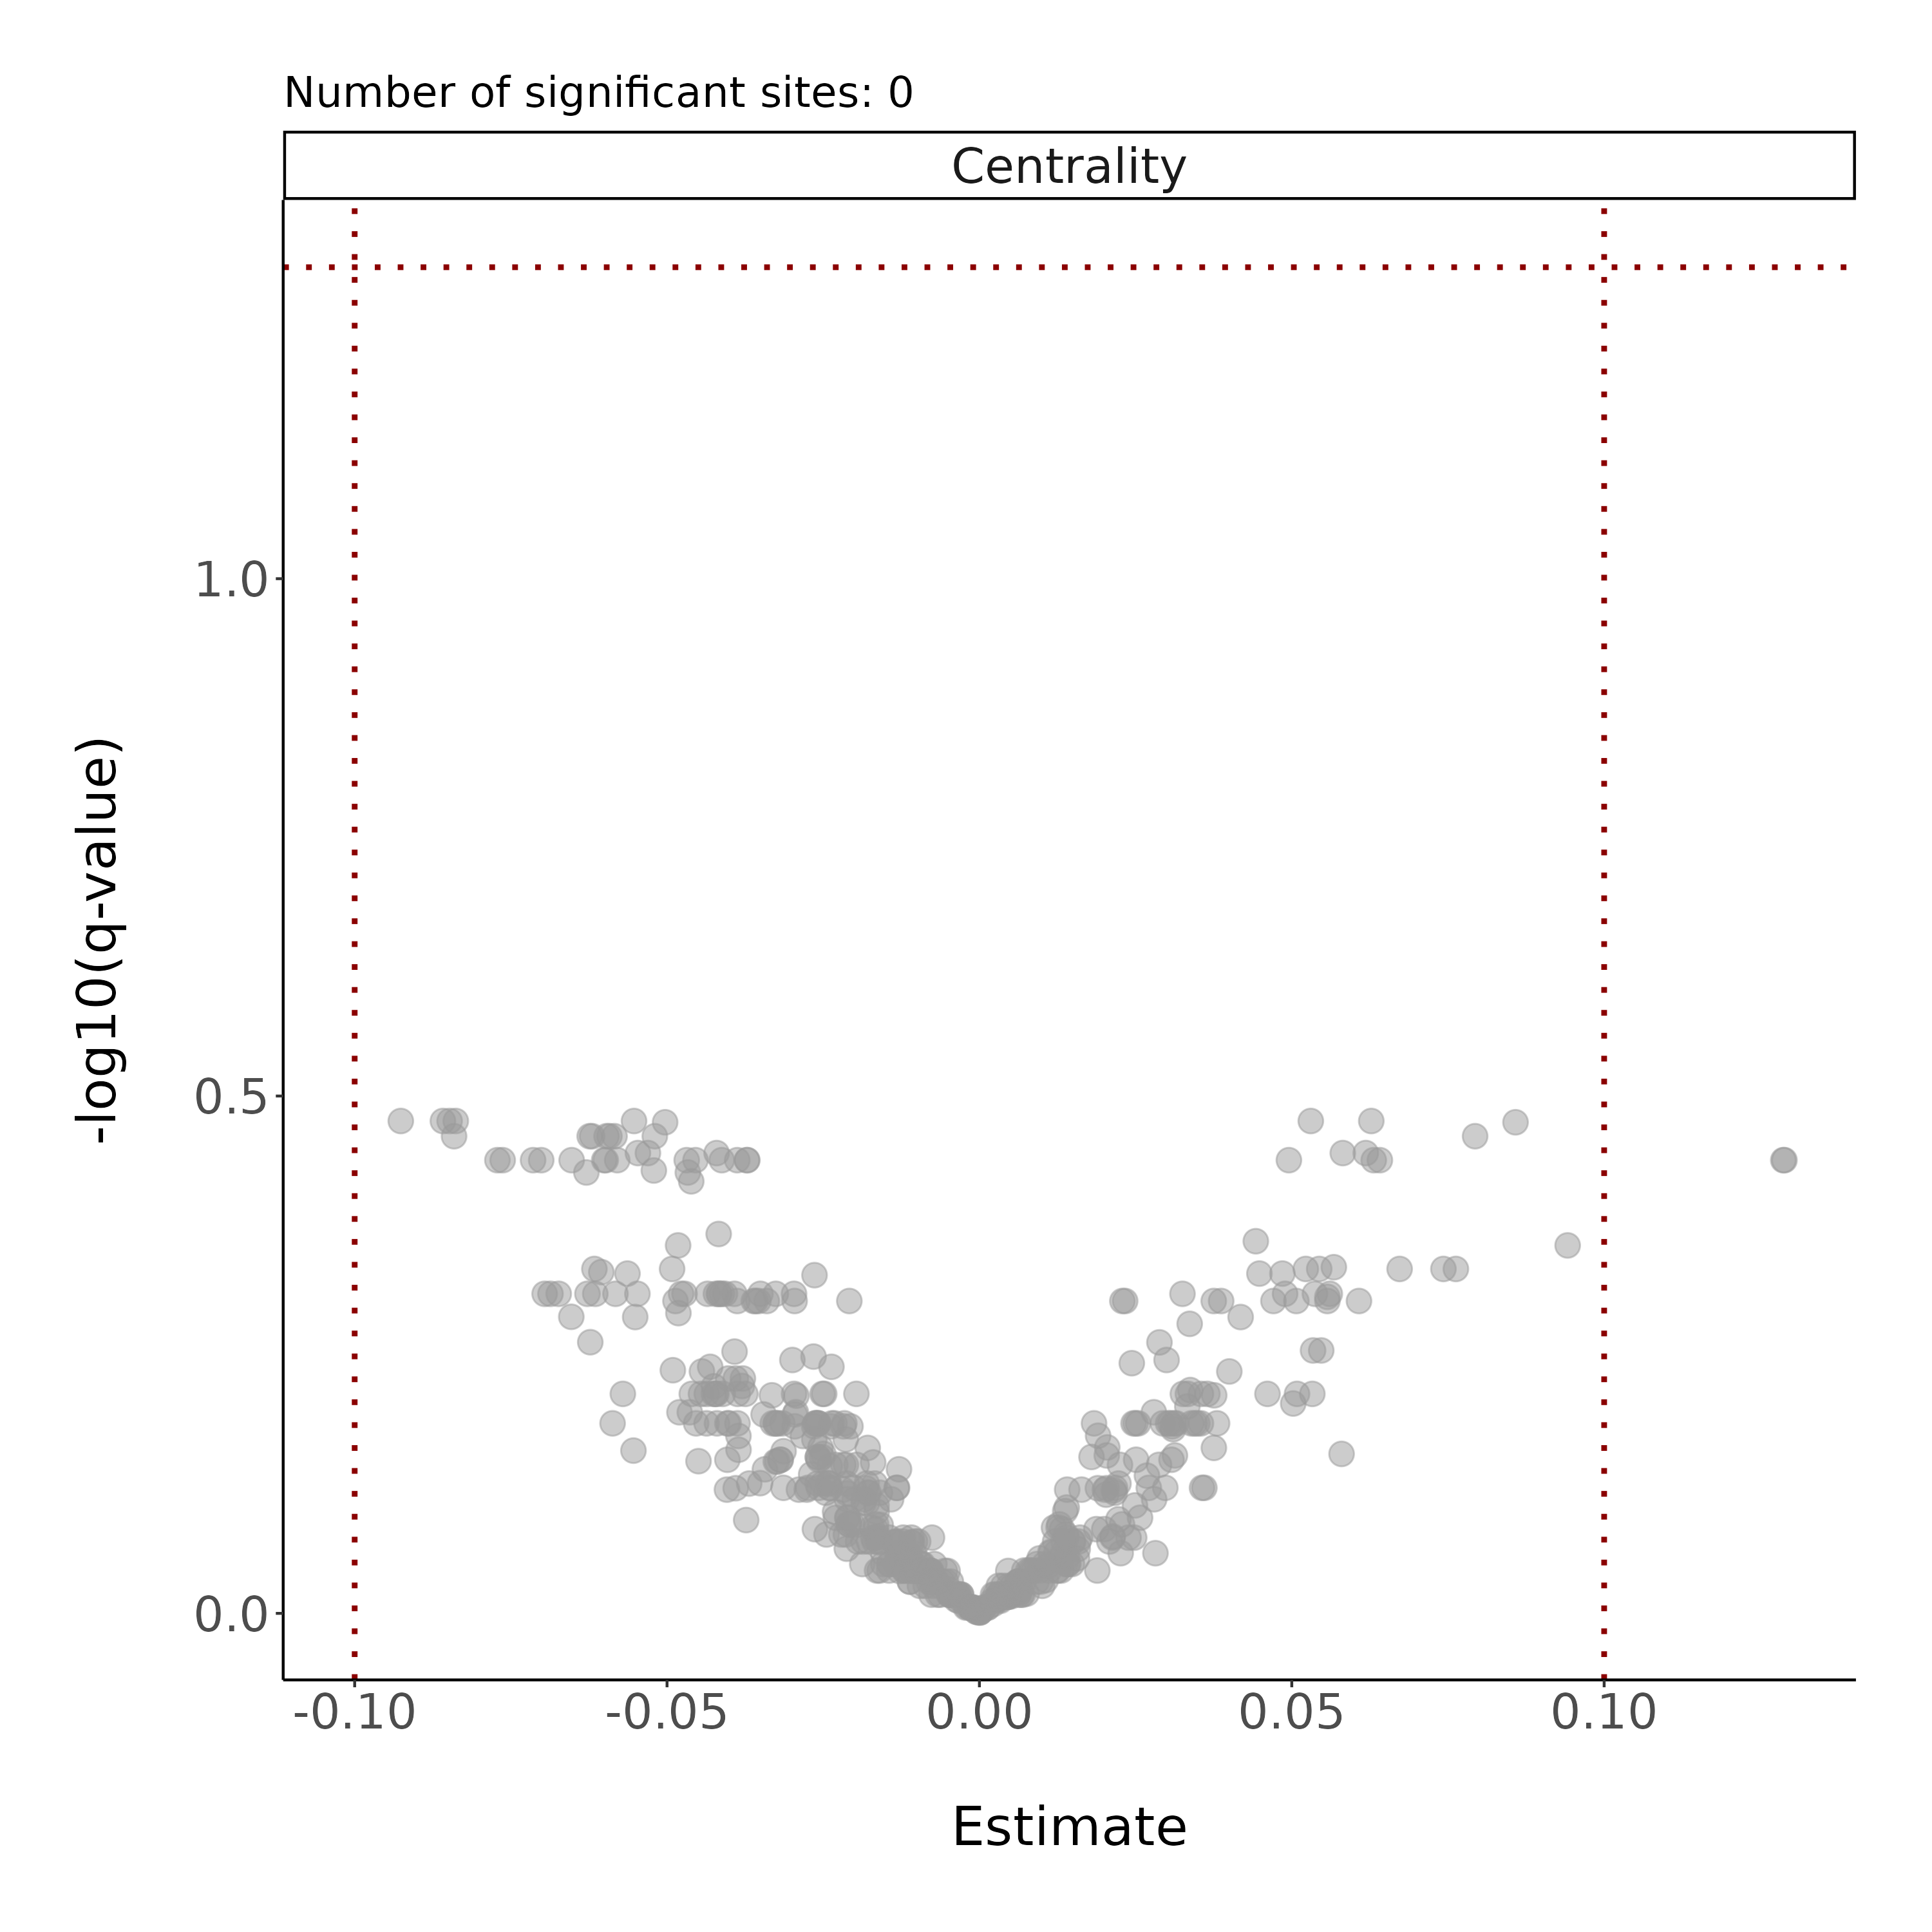 Number of significant sites: 0
Centrality
-log10(q-value)
1.0
0.5
0.0
-0.10
-0.05
0.00
0.05
0.10
Estimate